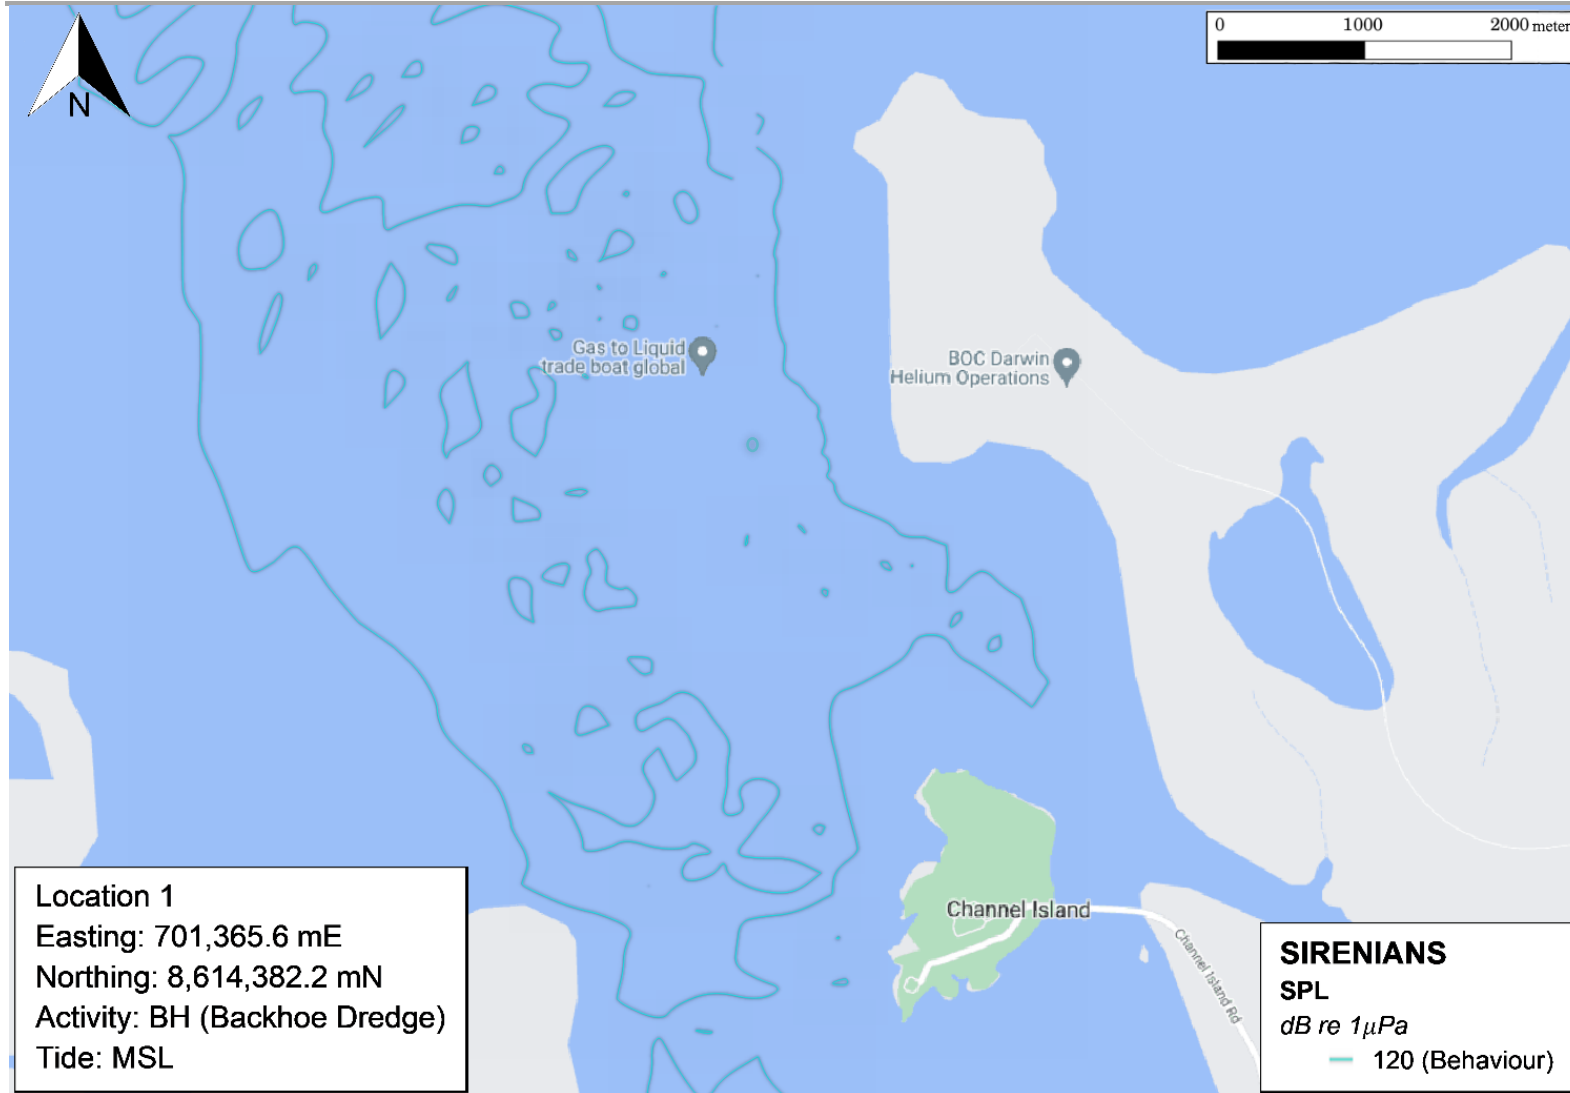 N
0 1000 2000 meter
Gas to Liquid
trade boat global
BOC Darwin
Helium Operations
Channel Island
Channel Island Rd
Location 1
Easting: 701,365.6 mE
Northing: 8,614,382.2 mN
Activity: BH (Backhoe Dredge)
Tide: MSL
SIRENIANS
SPL
dB re 1μPa
120 (Behaviour)